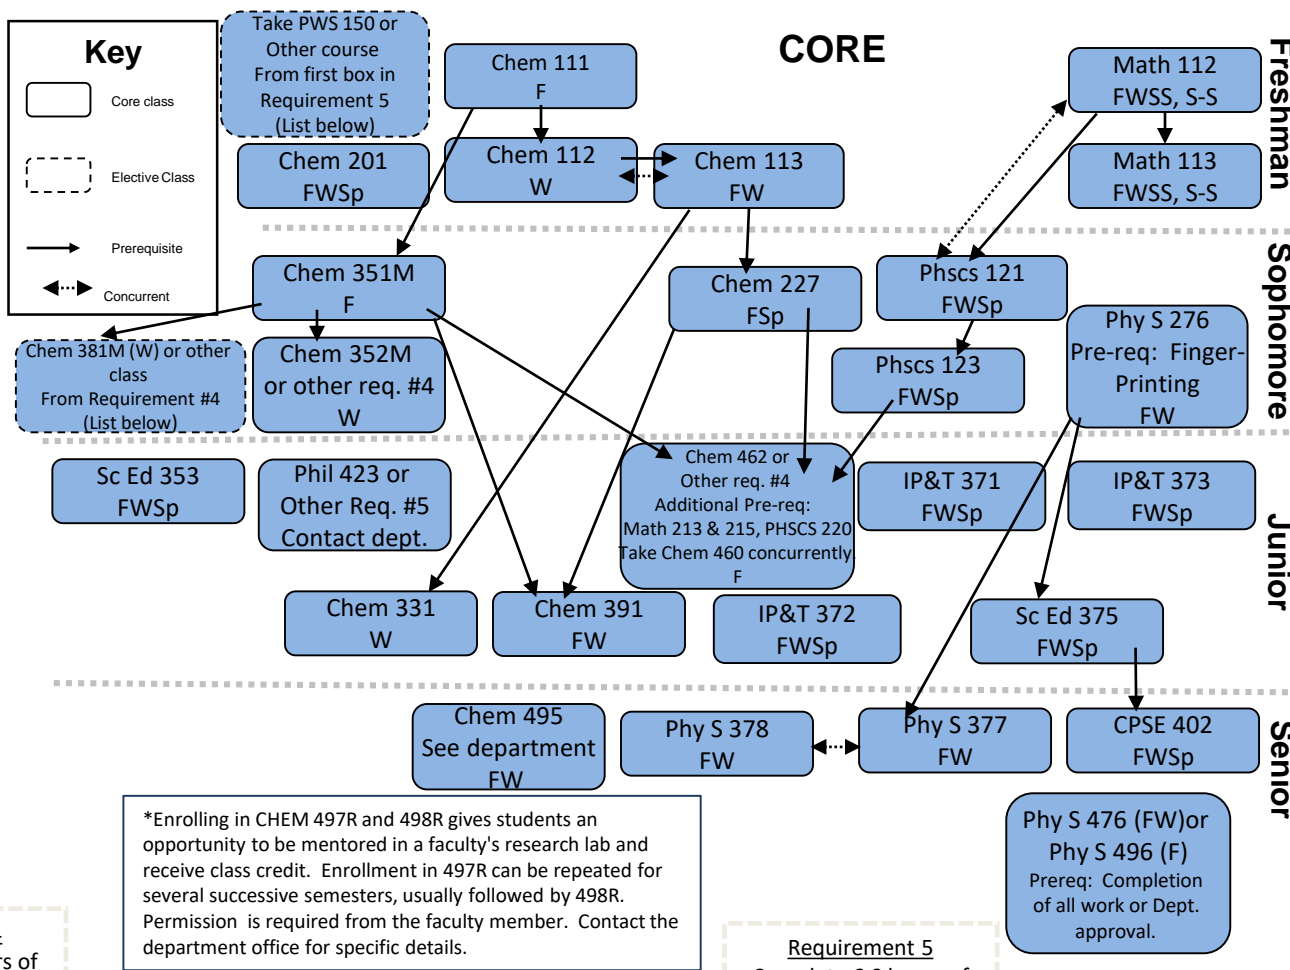 Key
Core class
Elective Class
Prerequisite
Concurrent
CORE
Freshman
Take PWS 150 or
Other course
From first box in
Requirement 5
(List below)
Chem 111
F
Math 112
FWSS, S-S
Chem 201
FWSp
Chem 112
W
Chem 113
FW
Math 113
FWSS, S-S
Sophomore
Chem 351M
F
Chem 227
FSp
Phscs 121
FWSp
Phy S 276
Pre-req:  Finger-
Printing
FW
Chem 381M (W) or other
class
From Requirement #4
(List below)
Chem 352M
or other req. #4
W
Phscs 123
FWSp
Junior
Sc Ed 353
FWSp
Phil 423 or
Other Req. #5
Contact dept.
Chem 462 or
Other req. #4
Additional Pre-req:
Math 213 & 215, PHSCS 220
Take Chem 460 concurrently.
F
IP&T 371
FWSp
IP&T 373
FWSp
Chem 331
W
Chem 391
FW
IP&T 372
FWSp
Sc Ed 375
FWSp
Senior
Chem 495
See department
FW
Phy S 378
FW
Phy S 377
FW
CPSE 402
FWSp
*Enrolling in CHEM 497R and 498R gives students an
opportunity to be mentored in a faculty's research lab and
receive class credit.  Enrollment in 497R can be repeated for
several successive semesters, usually followed by 498R.
Permission  is required from the faculty member.  Contact the
department office for specific details.
Phy S 476 (FW)or
Phy S 496 (F)
Prereq:  Completion
of all work or Dept.
approval.
rs of
Requirement 5